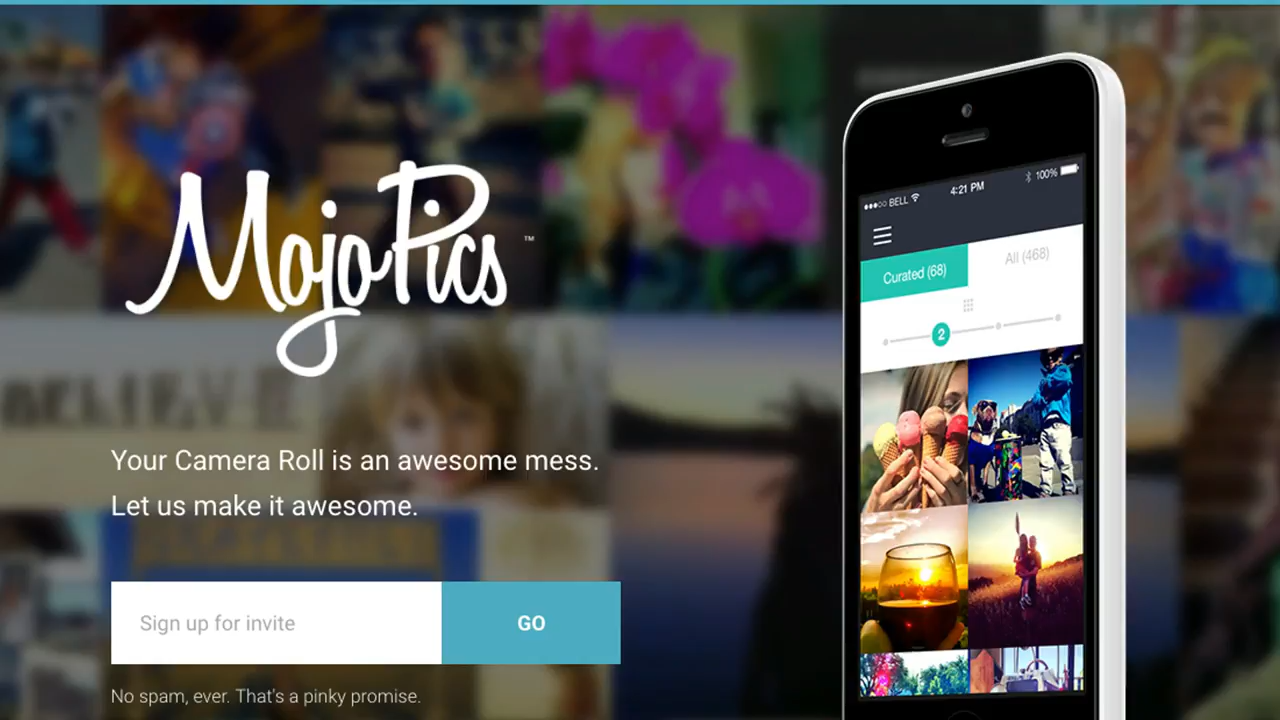 MojoPics ™
Your Camera Roll is an awesome mess.
Let us make it awesome.
Sign up for invite
GO
No spam, ever. That's a pinky promise.
BELL
4:21 PM
100%
Curated (68)
All (468)
2
BELIEVE